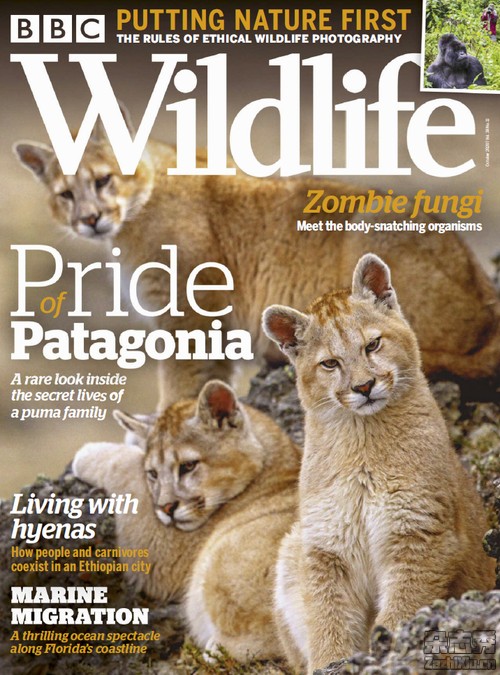 BBC
PUTTING NATURE FIRST
THE RULES OF ETHICAL WILDLIFE PHOTOGRAPHY
Wildlife
Zombie fungi
Meet the body-snatching organisms
Pride
of
Patagonia
A rare look inside
the secret lives of
a puma family
Living with
hyenas
How people and carnivores
coexist in an Ethiopian city
MARINE
MIGRATION
A thrilling ocean spectacle
along Florida's coastline